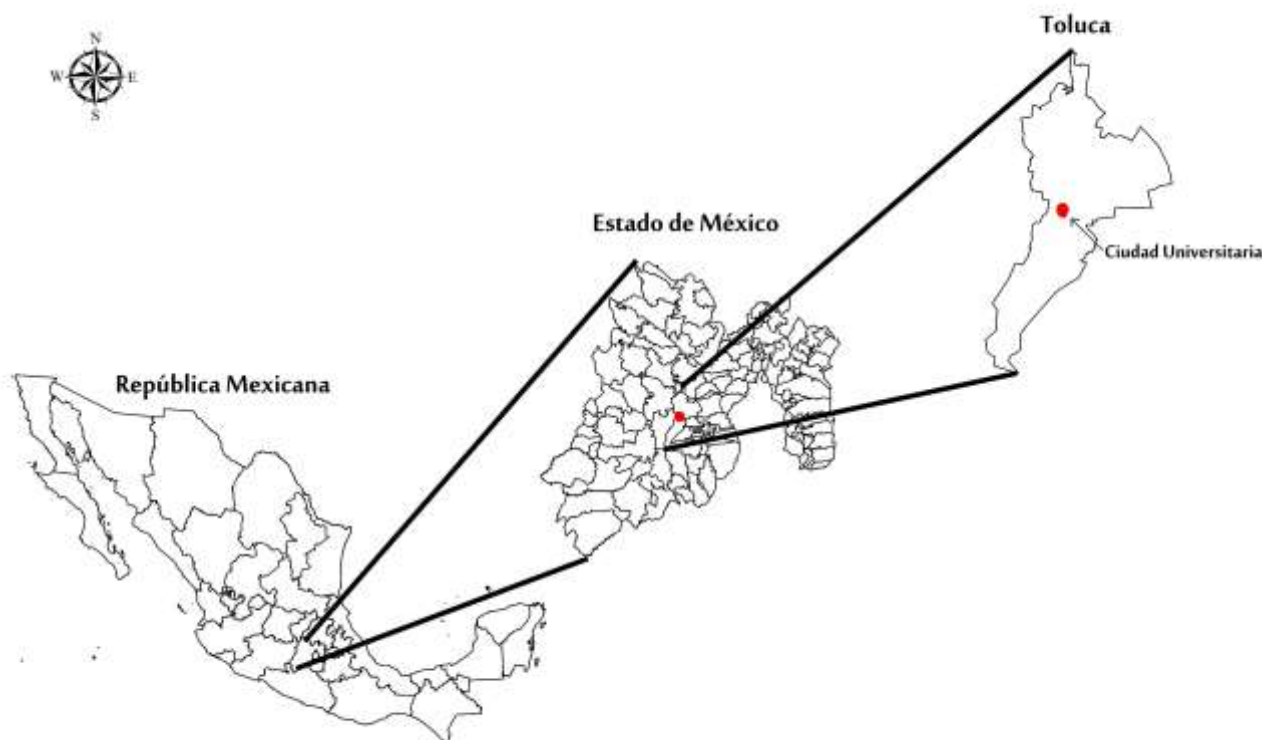 Toluca
N
W E
S
Estado de México
Ciudad Universitaria
República Mexicana